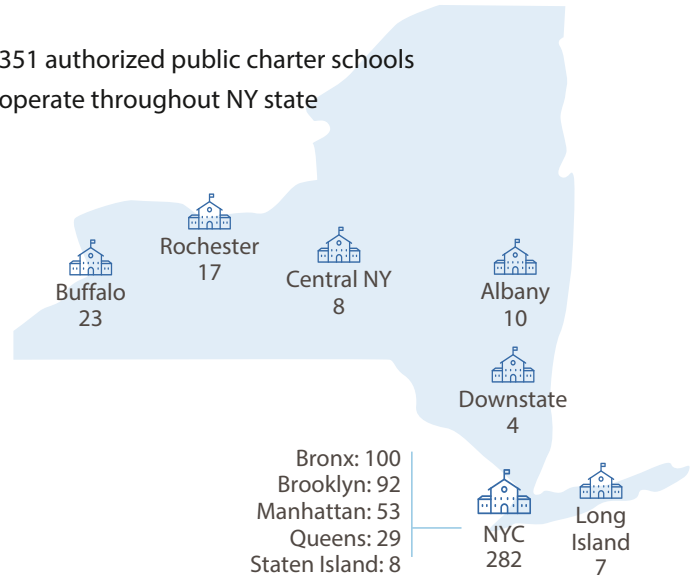 351 authorized public charter schools
operate throughout NY state
Rochester
17
Buffalo
23
Central NY
8
Albany
10
Downstate
4
Bronx: 100
Brooklyn: 92
Manhattan: 53
Queens: 29
Staten Island: 8
NYC
282
Long
Island
7